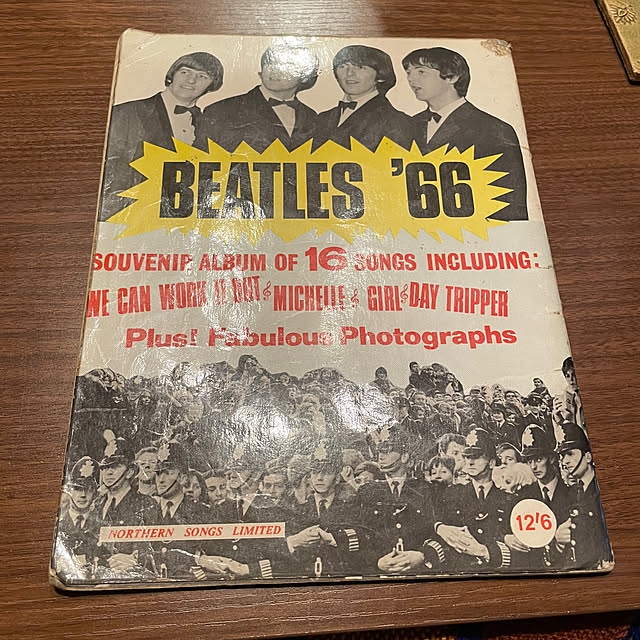 BEATLES '66
SOUVENIR ALBUM OF 16 SONGS INCLUDING:
WE CAN WORK IT OUT MICHELLE GIRL DAY TRIPPER
Plus! Fabulous Photographs
NORTHERN SONGS LIMITED
12'6